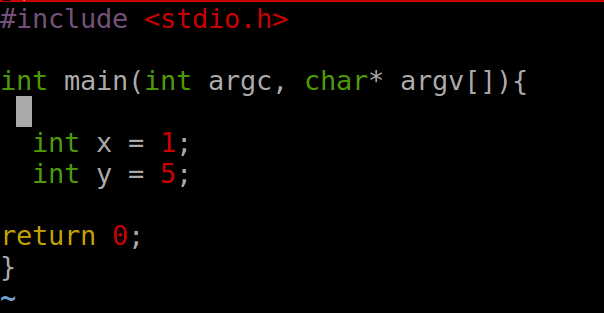 #include <stdio.h>

int main(int argc, char* argv[]){

  int x = 1;
  int y = 5;

return 0;
}
~